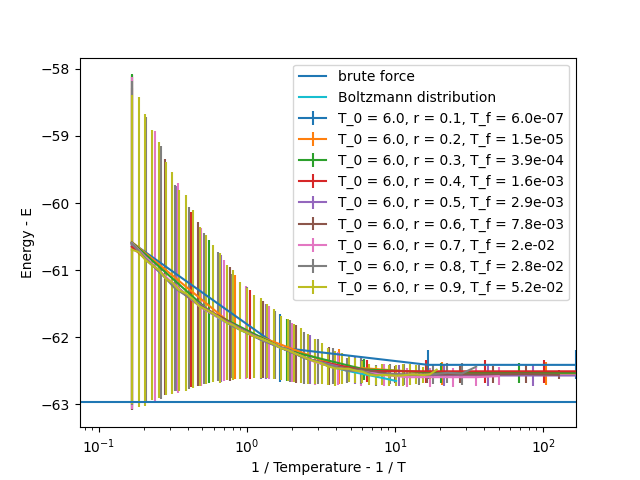 −58
−59
−60
−61
−62
−63
Energy - E
brute force
Boltzmann distribution
T_0 = 6.0, r = 0.1, T_f = 6.0e-07
T_0 = 6.0, r = 0.2, T_f = 1.5e-05
T_0 = 6.0, r = 0.3, T_f = 3.9e-04
T_0 = 6.0, r = 0.4, T_f = 1.6e-03
T_0 = 6.0, r = 0.5, T_f = 2.9e-03
T_0 = 6.0, r = 0.6, T_f = 7.8e-03
T_0 = 6.0, r = 0.7, T_f = 2.e-02
T_0 = 6.0, r = 0.8, T_f = 2.8e-02
T_0 = 6.0, r = 0.9, T_f = 5.2e-02
10⁻¹ 10⁰ 10¹ 10²
1 / Temperature - 1 / T